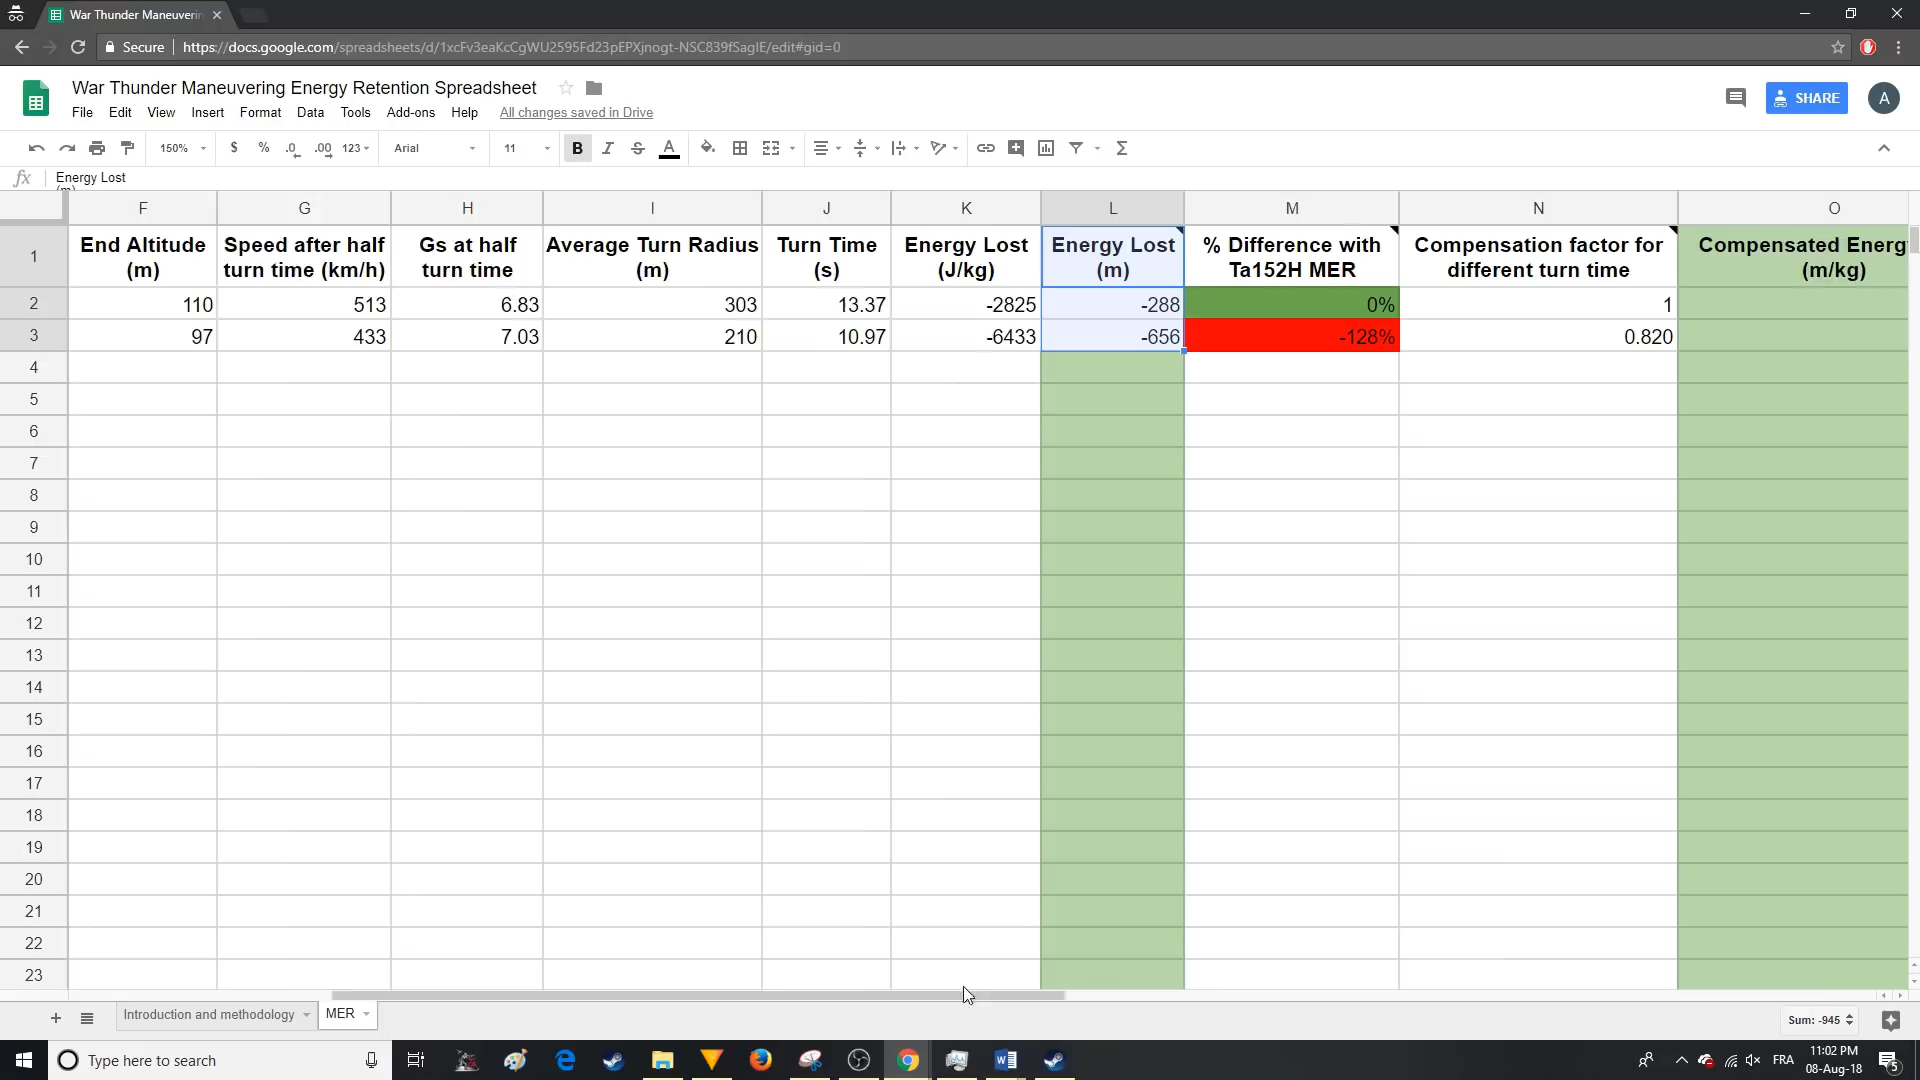 War Thunder Maneuverin
Secure
https://docs.google.com/spreadsheets/d/1xcFv3eaKcCgWU2595Fd23pEPXjnogt-NSC839fSagIE/edit#gid=0
War Thunder Maneuvering Energy Retention Spreadsheet
File Edit View Insert Format Data Tools Add-ons Help All changes saved in Drive
SHARE
A
150% $ % .0 .00 123 Arial 11 B I S A Σ
fx Energy Lost
F G H I J K L M N O
1
End Altitude
(m)
Speed after half
turn time (km/h)
Gs at half
turn time
Average Turn Radius
(m)
Turn Time
(s)
Energy Lost
(J/kg)
Energy Lost
(m)
% Difference with
Ta152H MER
Compensation factor for
different turn time
Compensated Energ
(m/kg)
2 110 513 6.83 303 13.37 -2825 -288 0% 1
3 97 433 7.03 210 10.97 -6433 -656 -128% 0.820
4
5
6
7
8
9
10
11
12
13
14
15
16
17
18
19
20
21
22
23
Introduction and methodology MER
Sum: -945
Type here to search
FRA
11:02 PM
08-Aug-18
5